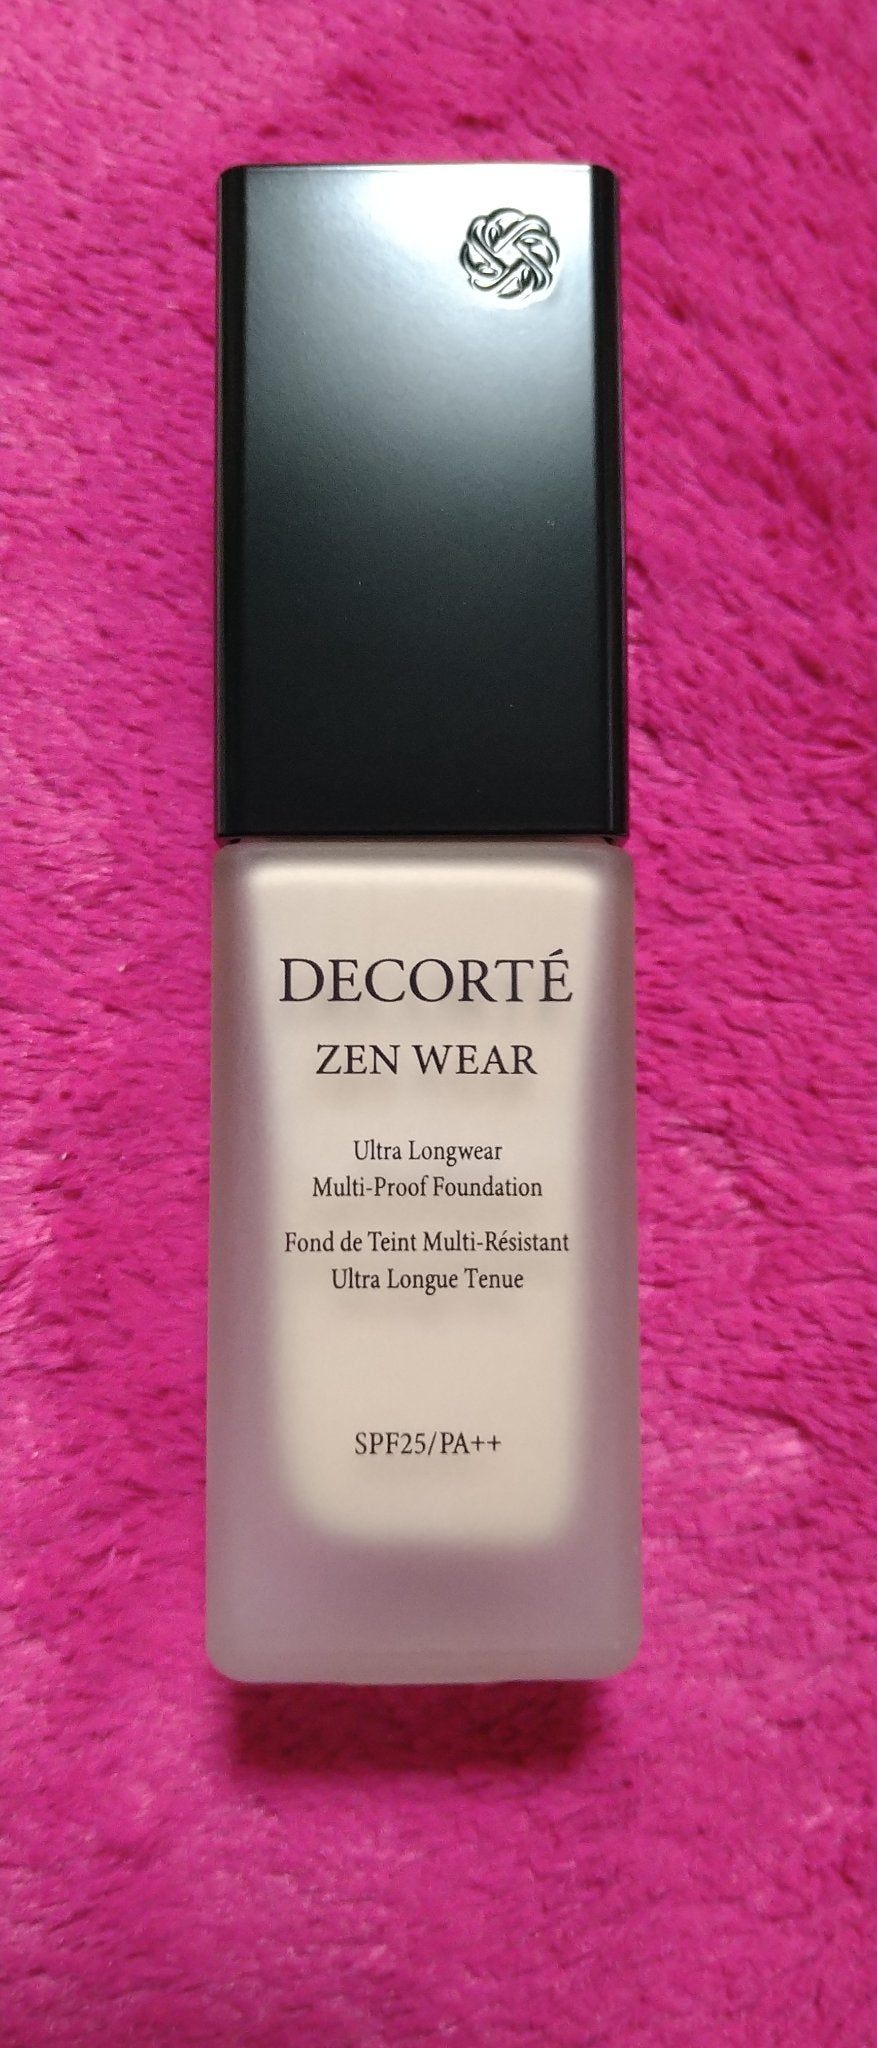 DECORTÉ
ZEN WEAR
Ultra Longwear
Multi-Proof Foundation
Fond de Teint Multi-Résistant
Ultra Longue Tenue
SPF25/PA++